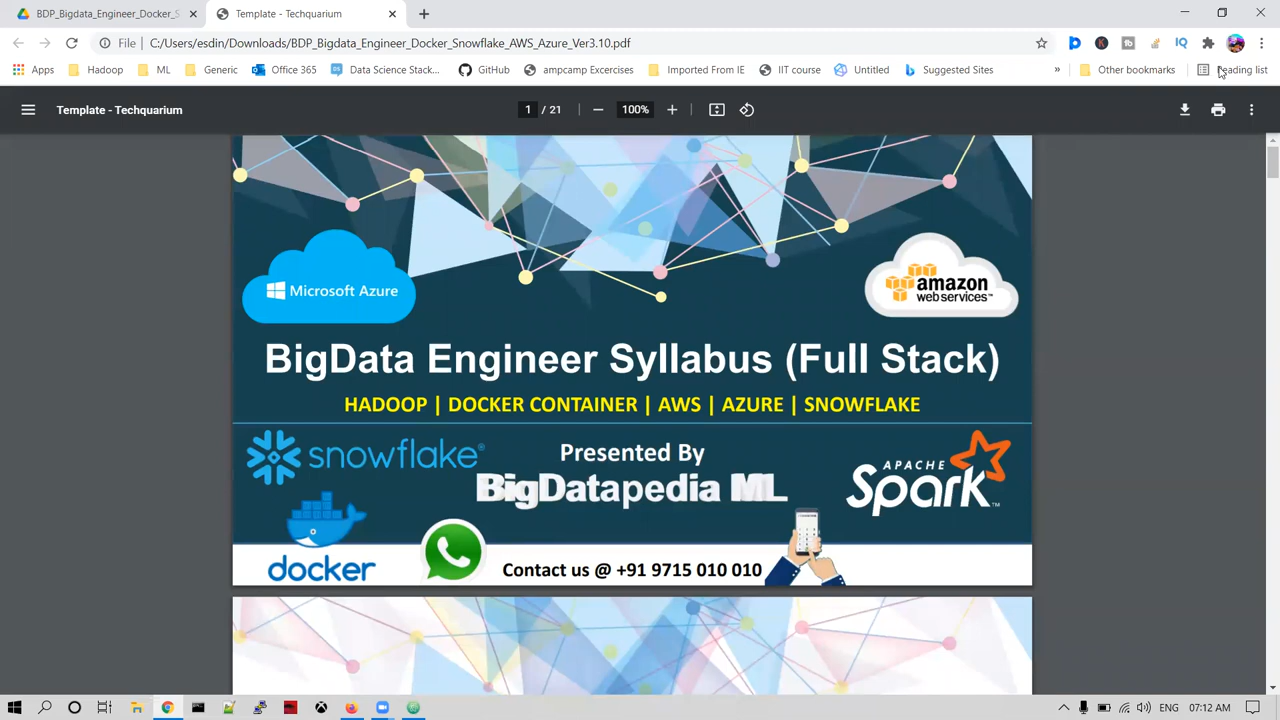 BDP_Bigdata_Engineer_Docker_S
Template - Techquarium
File
C:/Users/esdin/Downloads/BDP_Bigdata_Engineer_Docker_Snowflake_AWS_Azure_Ver3.10.pdf
Apps
Hadoop
ML
Generic
Office 365
Data Science Stack...
GitHub
ampcamp Excercises
Imported From IE
IIT course
Untitled
Suggested Sites
»
Other bookmarks
Reading list
Template - Techquarium
1 / 21
100%
Microsoft Azure
amazon
web services™
BigData Engineer Syllabus (Full Stack)
HADOOP | DOCKER CONTAINER | AWS | AZURE | SNOWFLAKE
snowflake®
Presented By
BigDatapedia ML
APACHE
Spark™
docker
Contact us @ +91 9715 010 010
ENG
07:12 AM